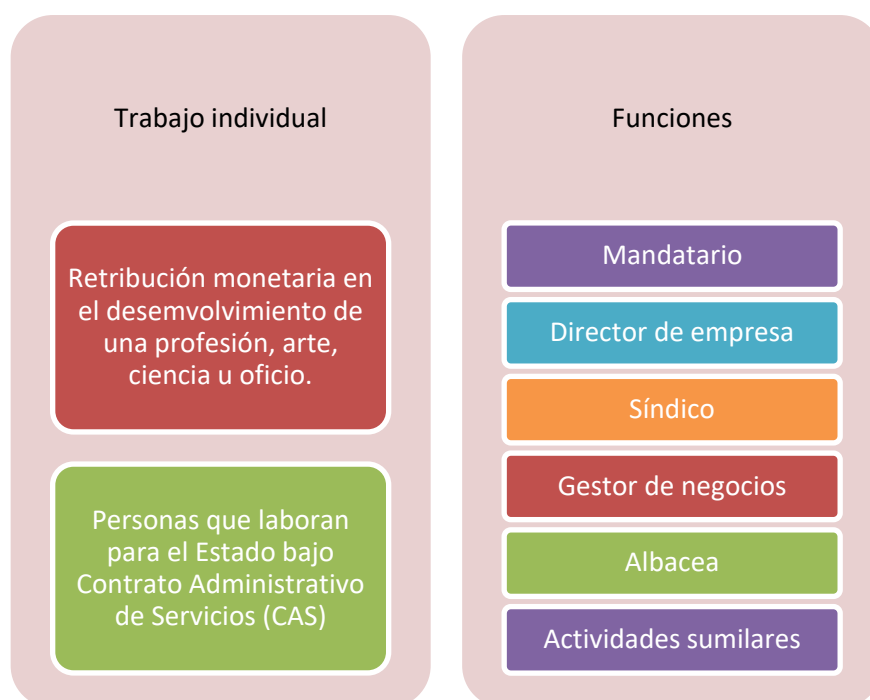 Trabajo individual
Retribución monetaria en
el desemvolvimiento de
una profesión, arte,
ciencia u oficio.
Personas que laboran
para el Estado bajo
Contrato Administrativo
de Servicios (CAS)
Funciones
Mandatario
Director de empresa
Síndico
Gestor de negocios
Albacea
Actividades sumilares